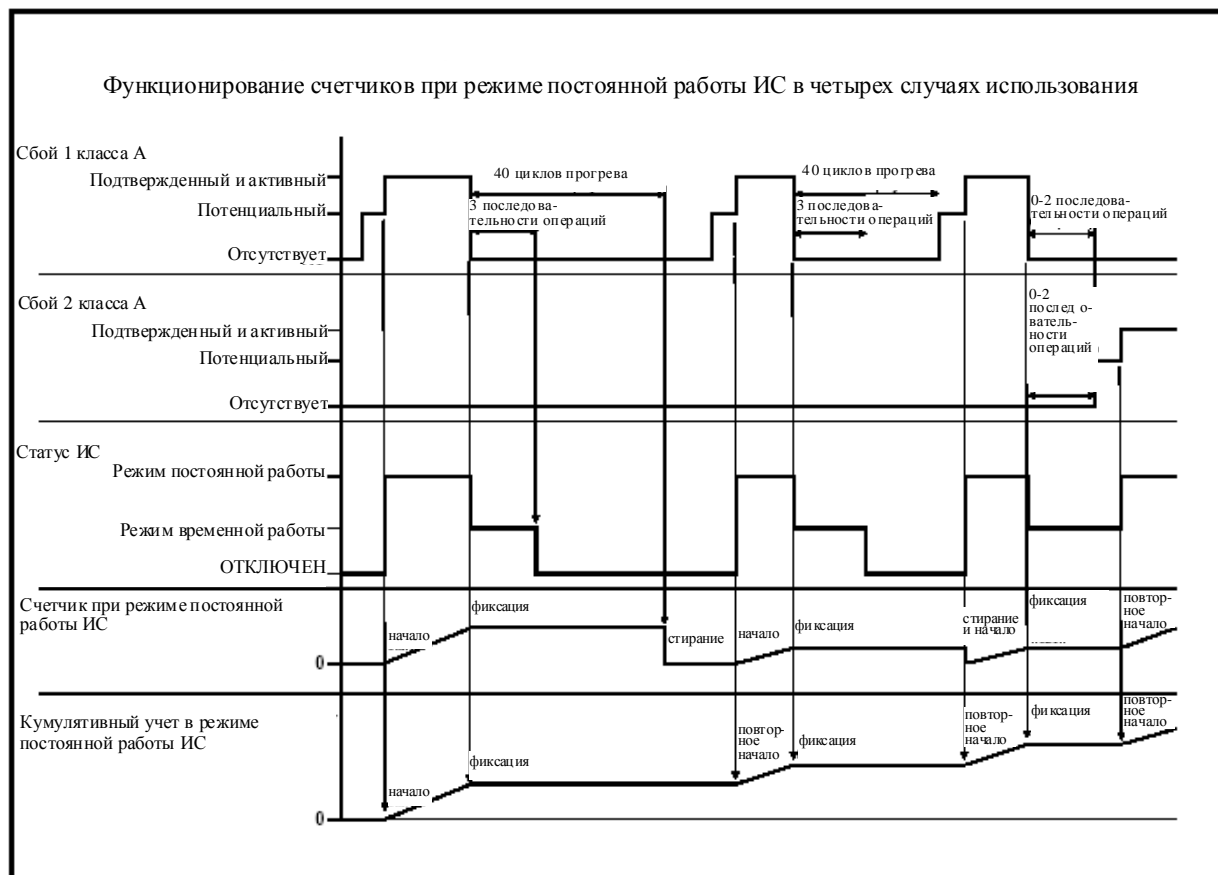 Функционирование счетчиков при режиме постоянной работы ИС в четырех случаях использования
Сбой 1 класса А
Подтвержденный и активный
Потенциальный
Отсутствует
40 циклов прогрева
3 последова-
тельности операций
40 циклов прогрева
3 последова-
тельности операций
0-2 последова-
тельности операций
Сбой 2 класса А
Подтвержденный и активный
Потенциальный
Отсутствует
0-2
послед о-
ватель-
ности
операций
Статус ИС
Режим постоянной работы
Режим временной работы
ОТКЛЮЧЕН
Счетчик при режиме постоянной
работы ИС
0
начало
фиксация
стирание
начало
фиксация
стирание
и начало
фиксация
повтор-
ное
начало
Кумулятивный учет в режиме
постоянной работы ИС
0
начало
фиксация
повтор-
ное
начало
фиксация
повтор-
ное
начало
фиксация
повтор-
ное
начало